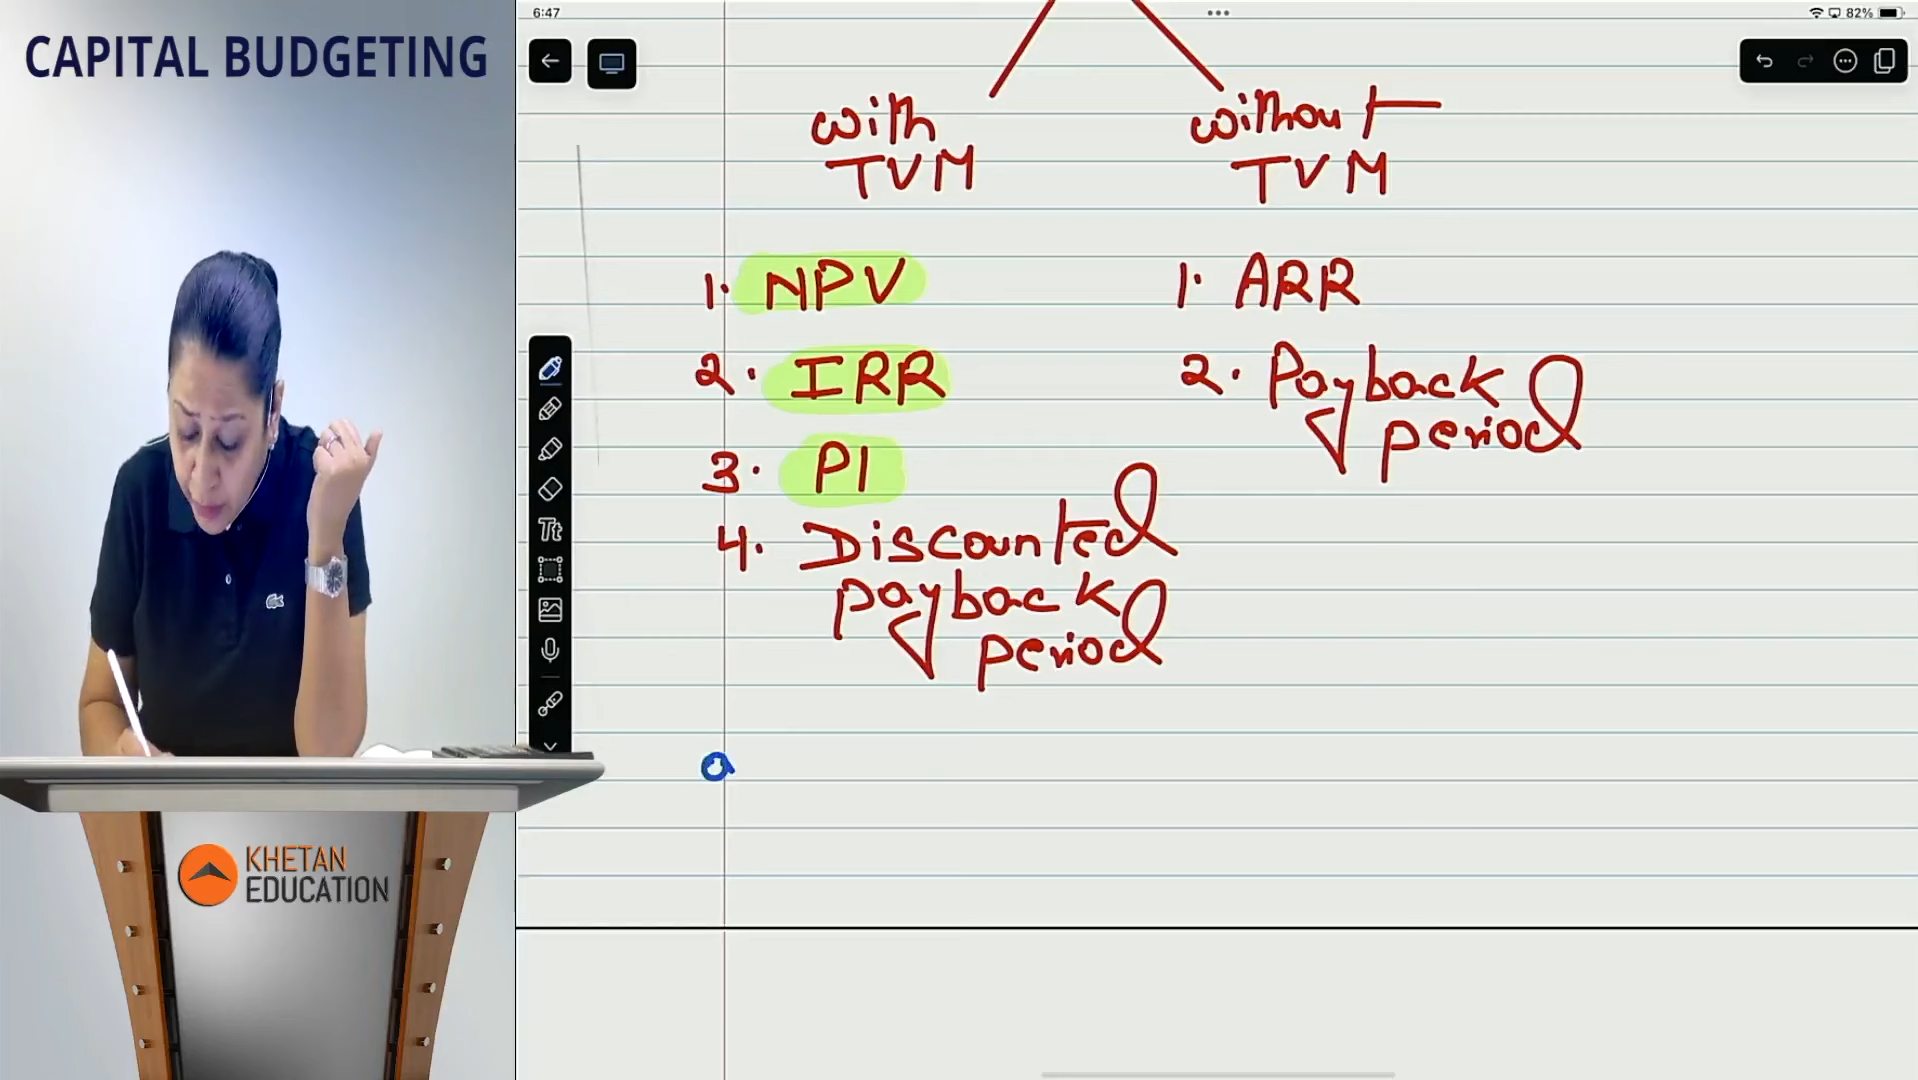 CAPITAL BUDGETING
6:47
82%
with
TVM
without
TVM
1. NPV
2. IRR
3. PI
4. Discounted
payback
period
1. ARR
2. Payback
period
Tt
KHETAN
EDUCATION